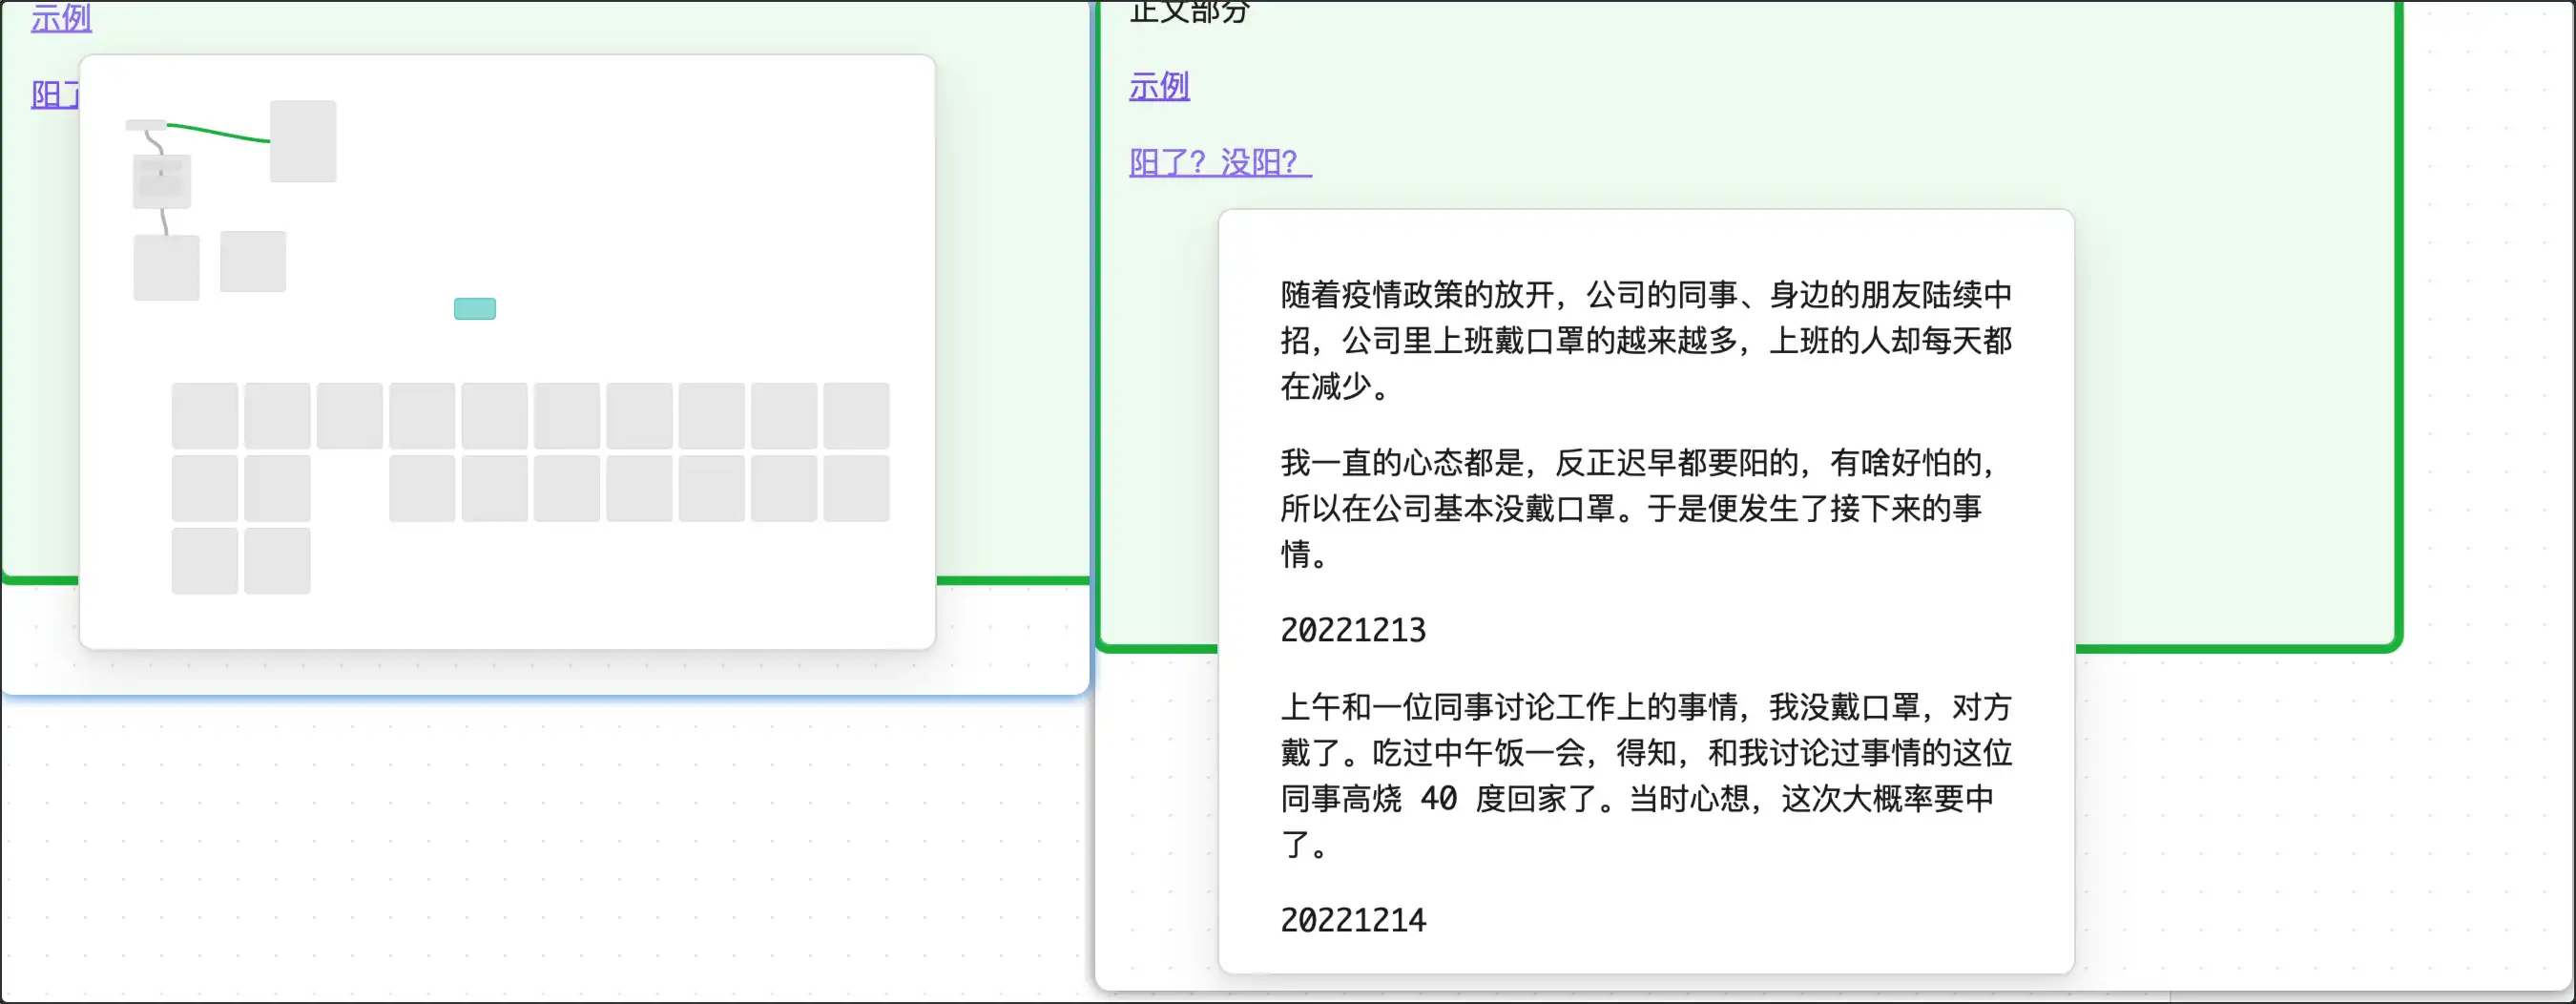 示例
阳了
正文部分
示例
阳了？没阳？
随着疫情政策的放开，公司的同事、身边的朋友陆续中
招，公司里上班戴口罩的越来越多，上班的人却每天都
在减少。
我一直的心态都是，反正迟早都要阳的，有啥好怕的，
所以在公司基本没戴口罩。于是便发生了接下来的事
情。
20221213
上午和一位同事讨论工作上的事情，我没戴口罩，对方
戴了。吃过中午饭一会，得知，和我讨论过事情的这位
同事高烧 40 度回家了。当时心想，这次大概率要中
了。
20221214